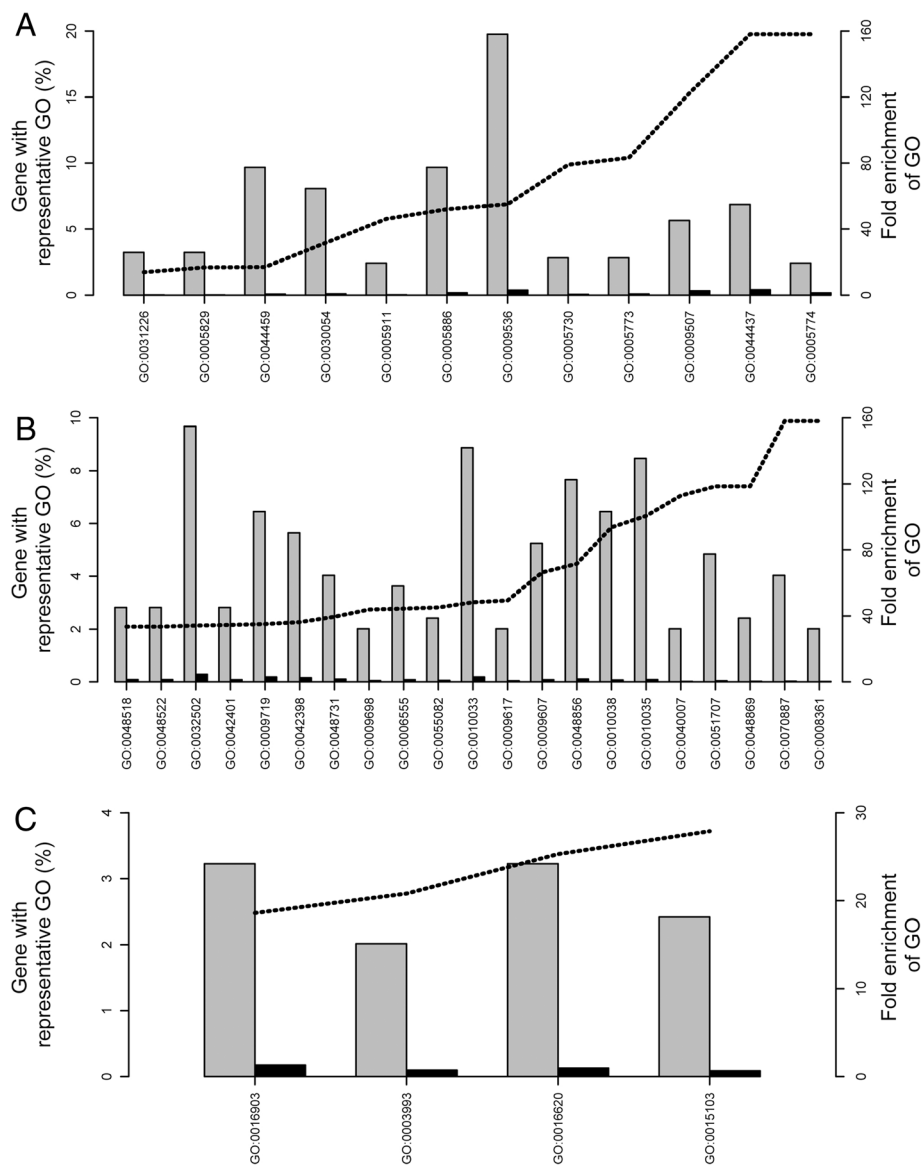 A
Gene with
representative GO (%)
20
15
10
5
0
160
120
80
40
0
Fold enrichment
of GO
GO:0031226
GO:0005829
GO:0044459
GO:0030054
GO:0005911
GO:0005886
GO:0009536
GO:0005730
GO:0005773
GO:0009507
GO:0044437
GO:0005774
B
Gene with
representative GO (%)
10
8
6
4
2
0
160
120
80
40
0
Fold enrichment
of GO
GO:0048518
GO:0048522
GO:0032502
GO:0042401
GO:0009719
GO:0042398
GO:0048731
GO:0009698
GO:0006555
GO:0055082
GO:0010033
GO:0009617
GO:0009607
GO:0048856
GO:0010038
GO:0010035
GO:0040007
GO:0051707
GO:0048869
GO:0070887
GO:0008361
C
Gene with
representative GO (%)
4
3
2
1
0
30
20
10
0
Fold enrichment
of GO
GO:0016903
GO:0003993
GO:0016620
GO:0015103